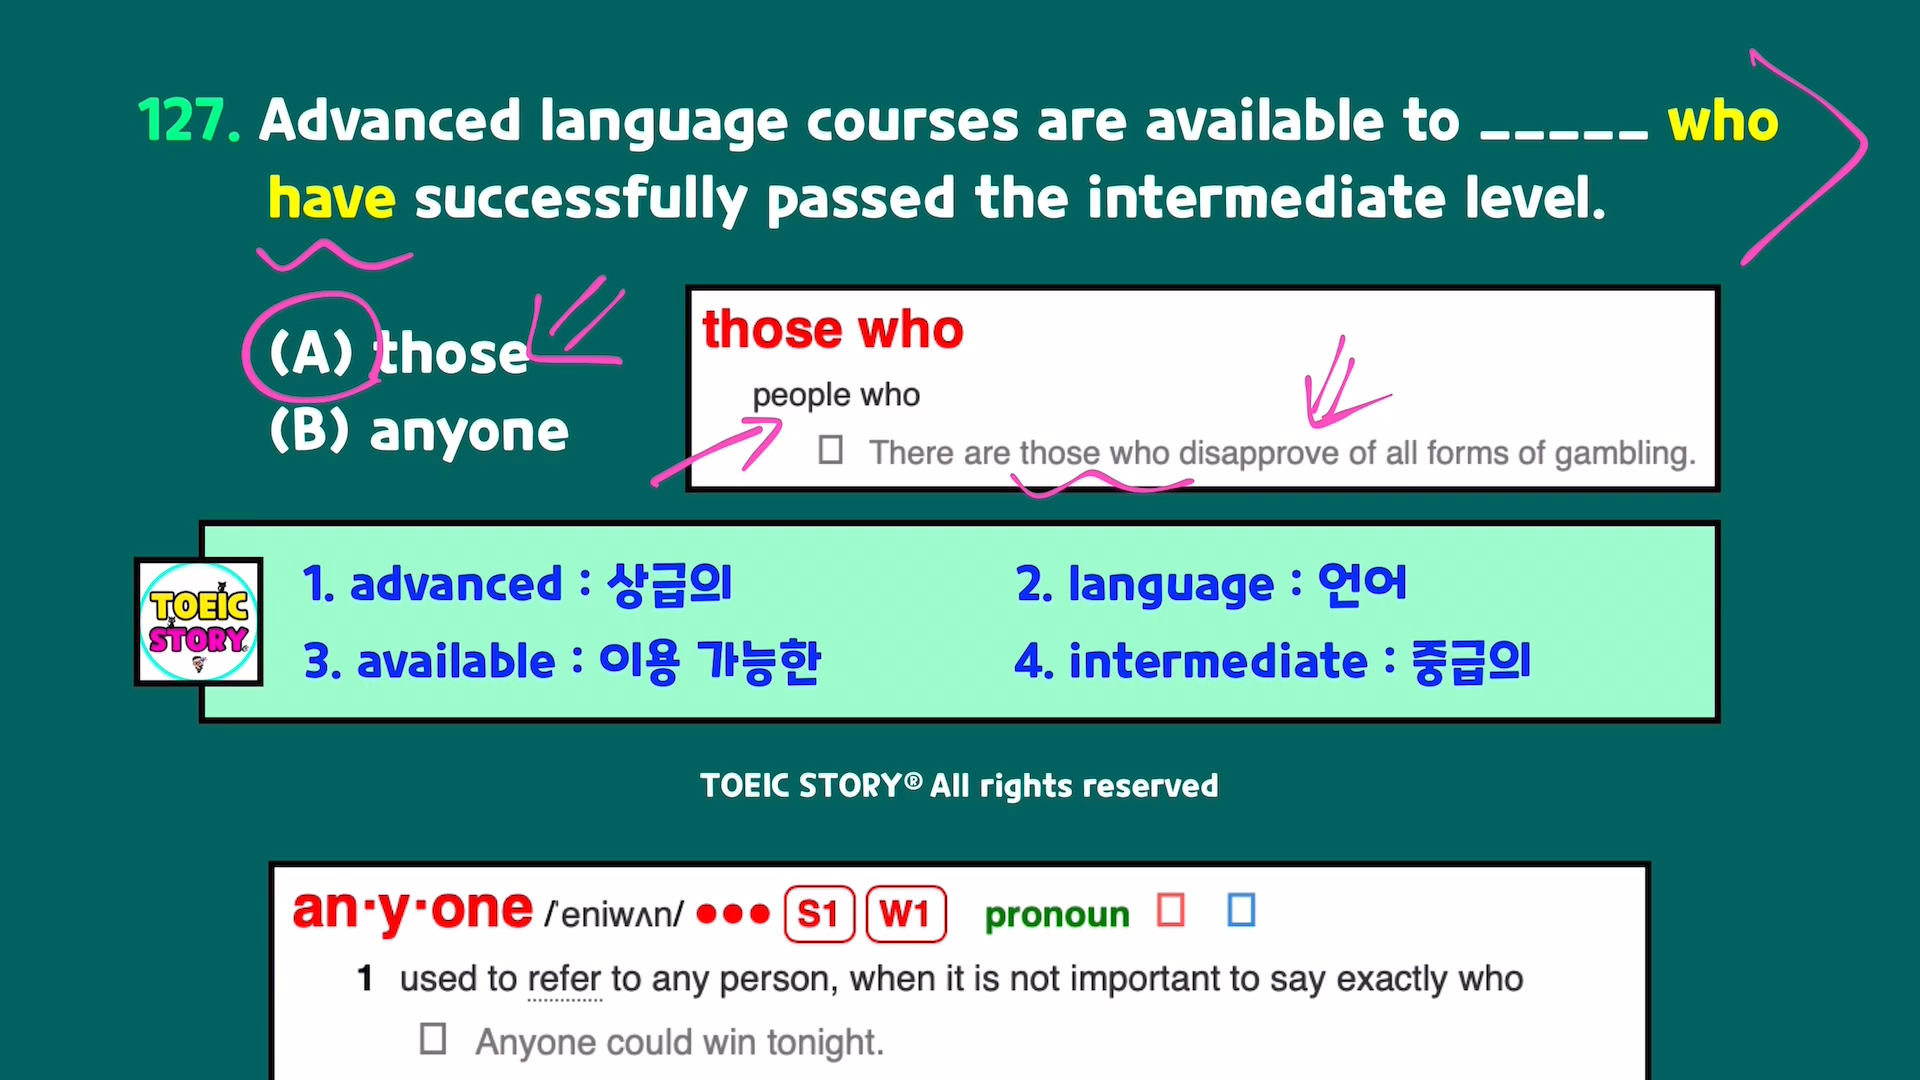 127. Advanced language courses are available to _____ who
have successfully passed the intermediate level.
(A) those
(B) anyone
those who
people who
There are those who disapprove of all forms of gambling.
1. advanced : 상급의
2. language : 언어
3. available : 이용 가능한
4. intermediate : 중급의
TOEIC
STORY
TOEIC STORY® All rights reserved
an·y·one /ˈeniwʌn/ ●●● S1 W1 pronoun
1 used to refer to any person, when it is not important to say exactly who
Anyone could win tonight.